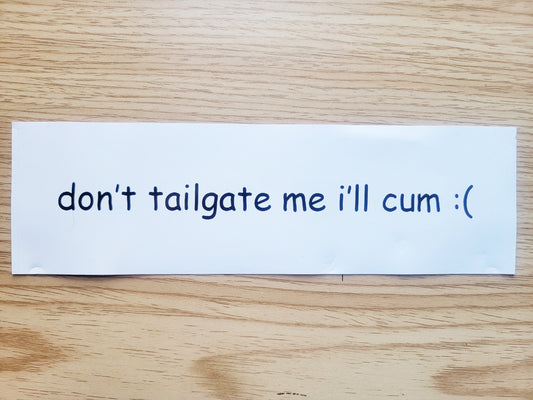 don't tailgate me i'll cum :(